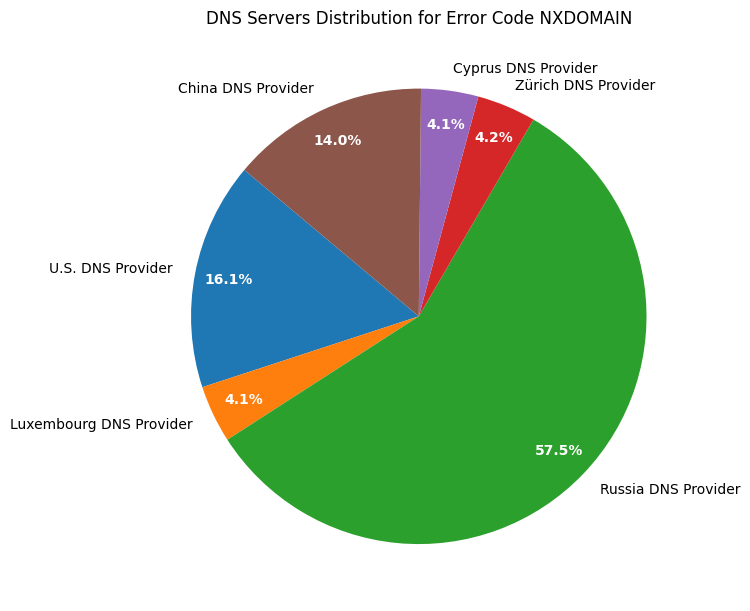 DNS Servers Distribution for Error Code NXDOMAIN
Cyprus DNS Provider
Zürich DNS Provider
China DNS Provider
4.1%
4.2%
14.0%
U.S. DNS Provider
16.1%
4.1%
Luxembourg DNS Provider
57.5%
Russia DNS Provider